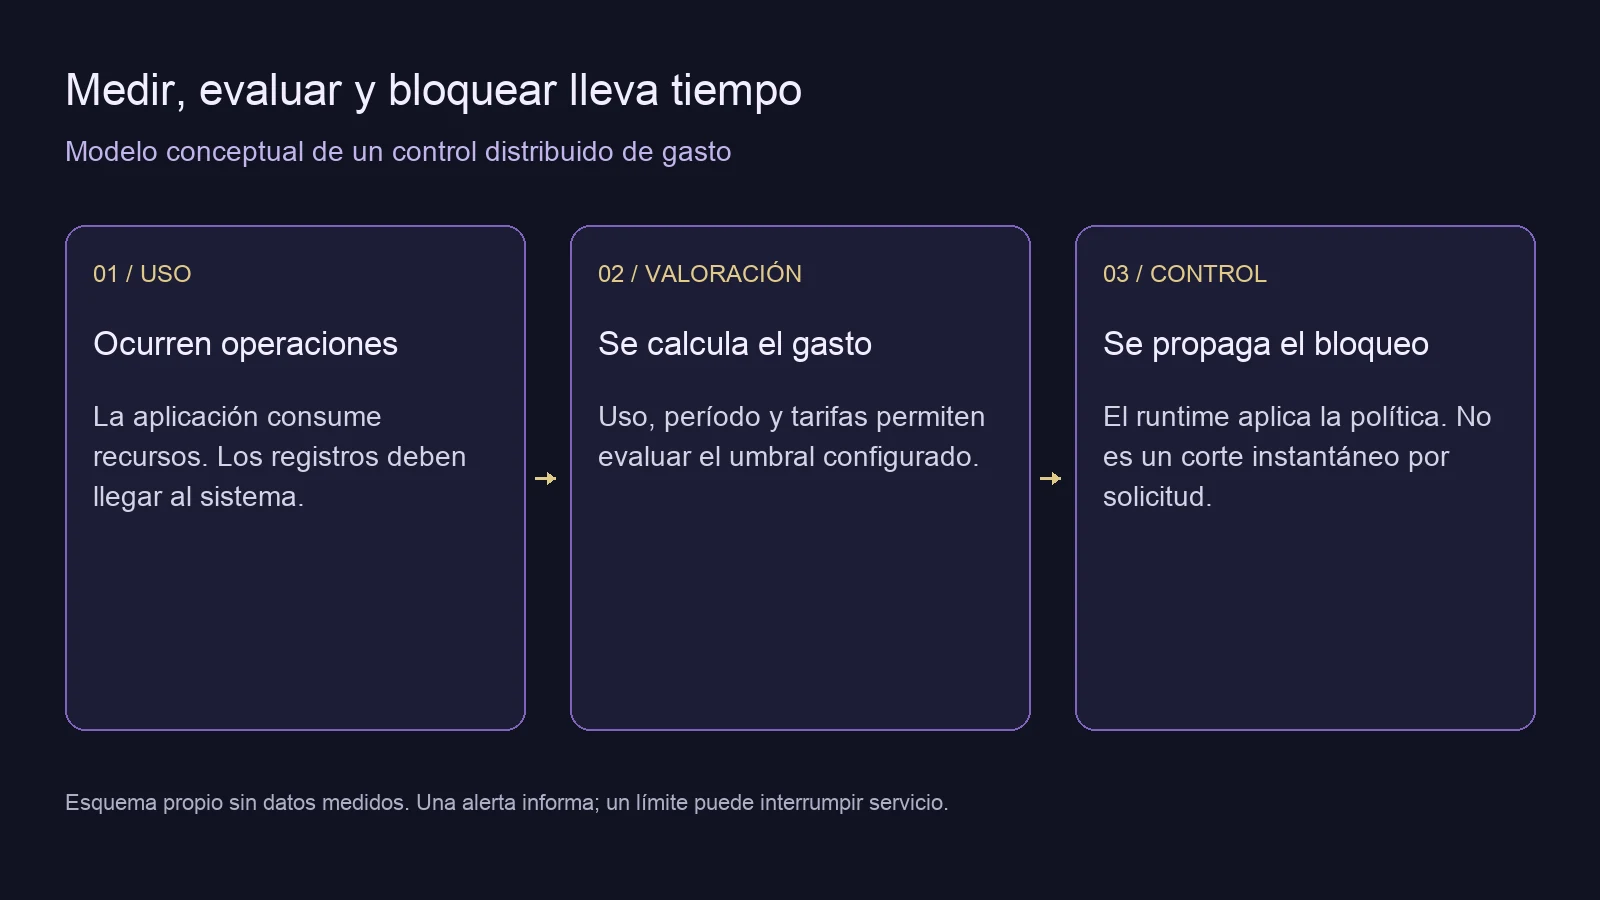 Medir, evaluar y bloquear lleva tiempo
Modelo conceptual de un control distribuido de gasto
01 / USO
Ocurren operaciones
La aplicación consume
recursos. Los registros deben
llegar al sistema.
02 / VALORACIÓN
Se calcula el gasto
Uso, período y tarifas permiten
evaluar el umbral configurado.
03 / CONTROL
Se propaga el bloqueo
El runtime aplica la política. No
es un corte instantáneo por
solicitud.
Esquema propio sin datos medidos. Una alerta informa; un límite puede interrumpir servicio.